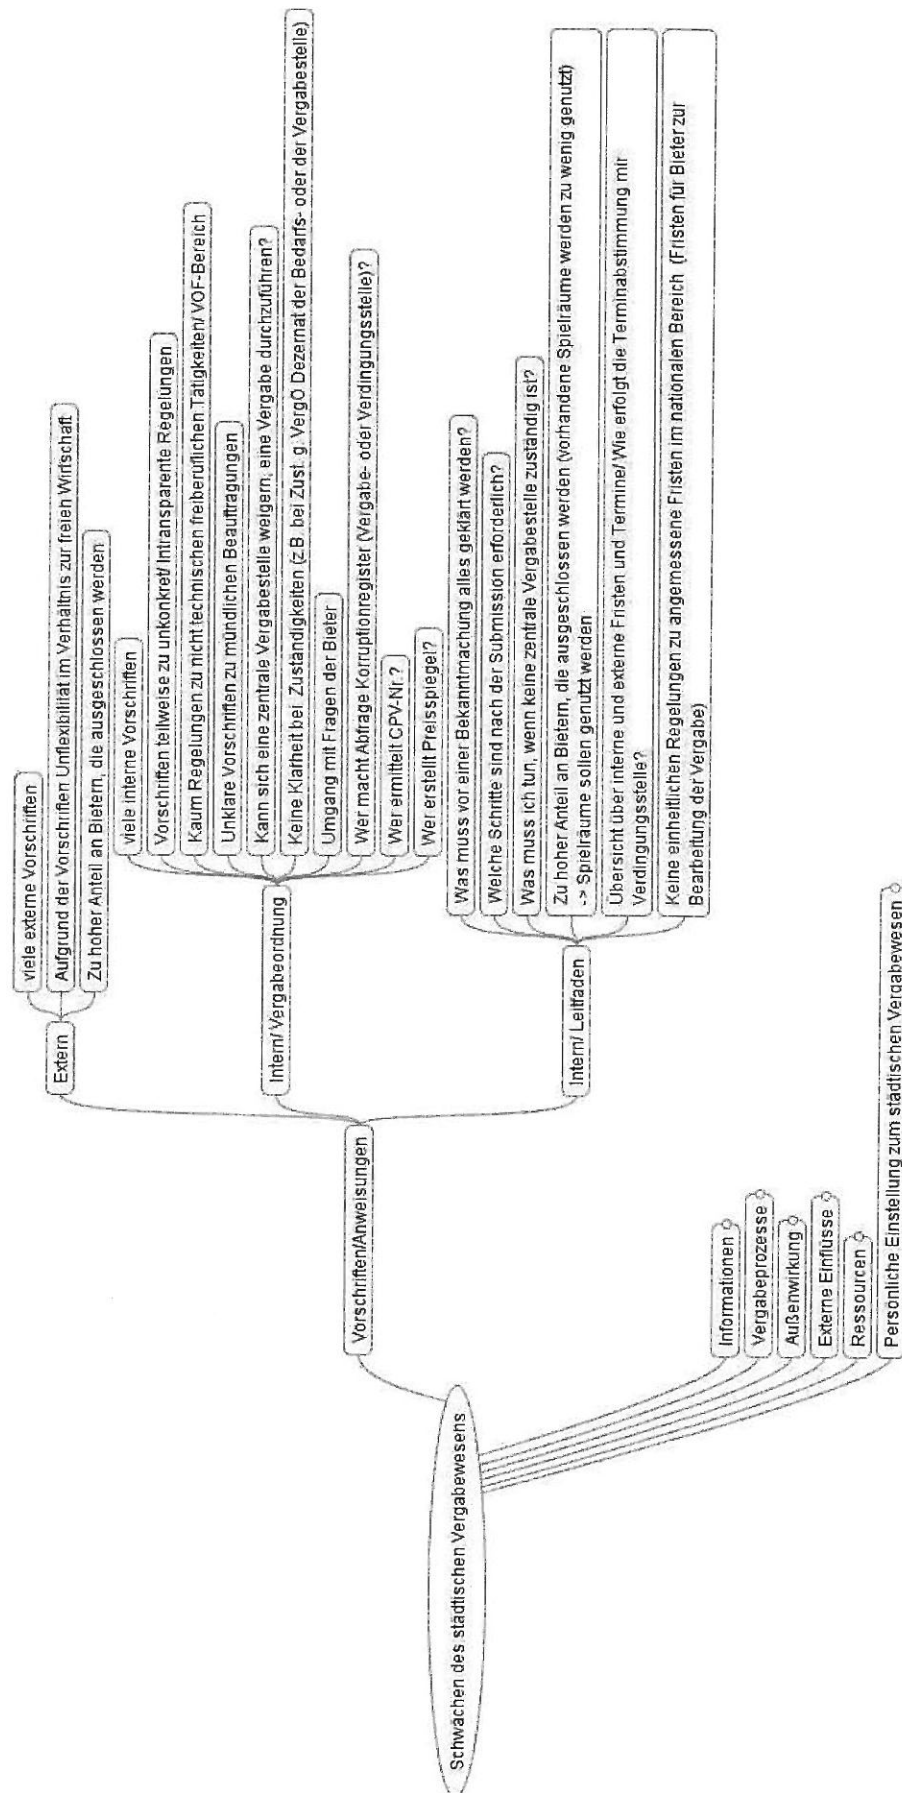 Schwächen des städtischen Vergabewesens
Vorschriften/Anweisungen
Extern
viele externe Vorschriften
Aufgrund der Vorschriften Unflexibilität im Verhältnis zur freien Wirtschaft
Zu hoher Anteil an Bietern, die ausgeschlossen werden
Intern/ Vergabeordnung
viele interne Vorschriften
Vorschriften teilweise zu unkonkret/ Intransparente Regelungen
Kaum Regelungen zu nicht technischen freiberuflichen Tätigkeiten/ VOF-Bereich
Unklare Vorschriften zu mündlichen Beauftragungen
Kann sich eine zentrale Vergabestelle weigern, eine Vergabe durchzuführen?
Keine Klarheit bei Zuständigkeiten (z.B. bei Zust. g. VergO Dezernat der Bedarfs- oder der Vergabestelle)
Umgang mit Fragen der Bieter
Wer macht Abfrage Korruptionregister (Vergabe- oder Verdingungsstelle)?
Wer ermittelt CPV-Nr.?
Wer erstellt Preisspiegel?
Intern/ Leitfaden
Was muss vor einer Bekanntmachung alles geklärt werden?
Welche Schritte sind nach der Submission erforderlich?
Was muss ich tun, wenn keine zentrale Vergabestelle zuständig ist?
Zu hoher Anteil an Bietern, die ausgeschlossen werden (vorhandene Spielräume werden zu wenig genutzt)
-> Spielräume sollen genutzt werden
Übersicht über interne und externe Fristen und Termine/ Wie erfolgt die Terminabstimmung mir
Verdingungsstelle?
Keine einheitlichen Regelungen zu angemessene Fristen im nationalen Bereich (Fristen für Bieter zur
Bearbeitung der Vergabe)
Informationen
Vergabeprozesse
Außenwirkung
Externe Einflüsse
Ressourcen
Persönliche Einstellung zum städtischen Vergabewesen